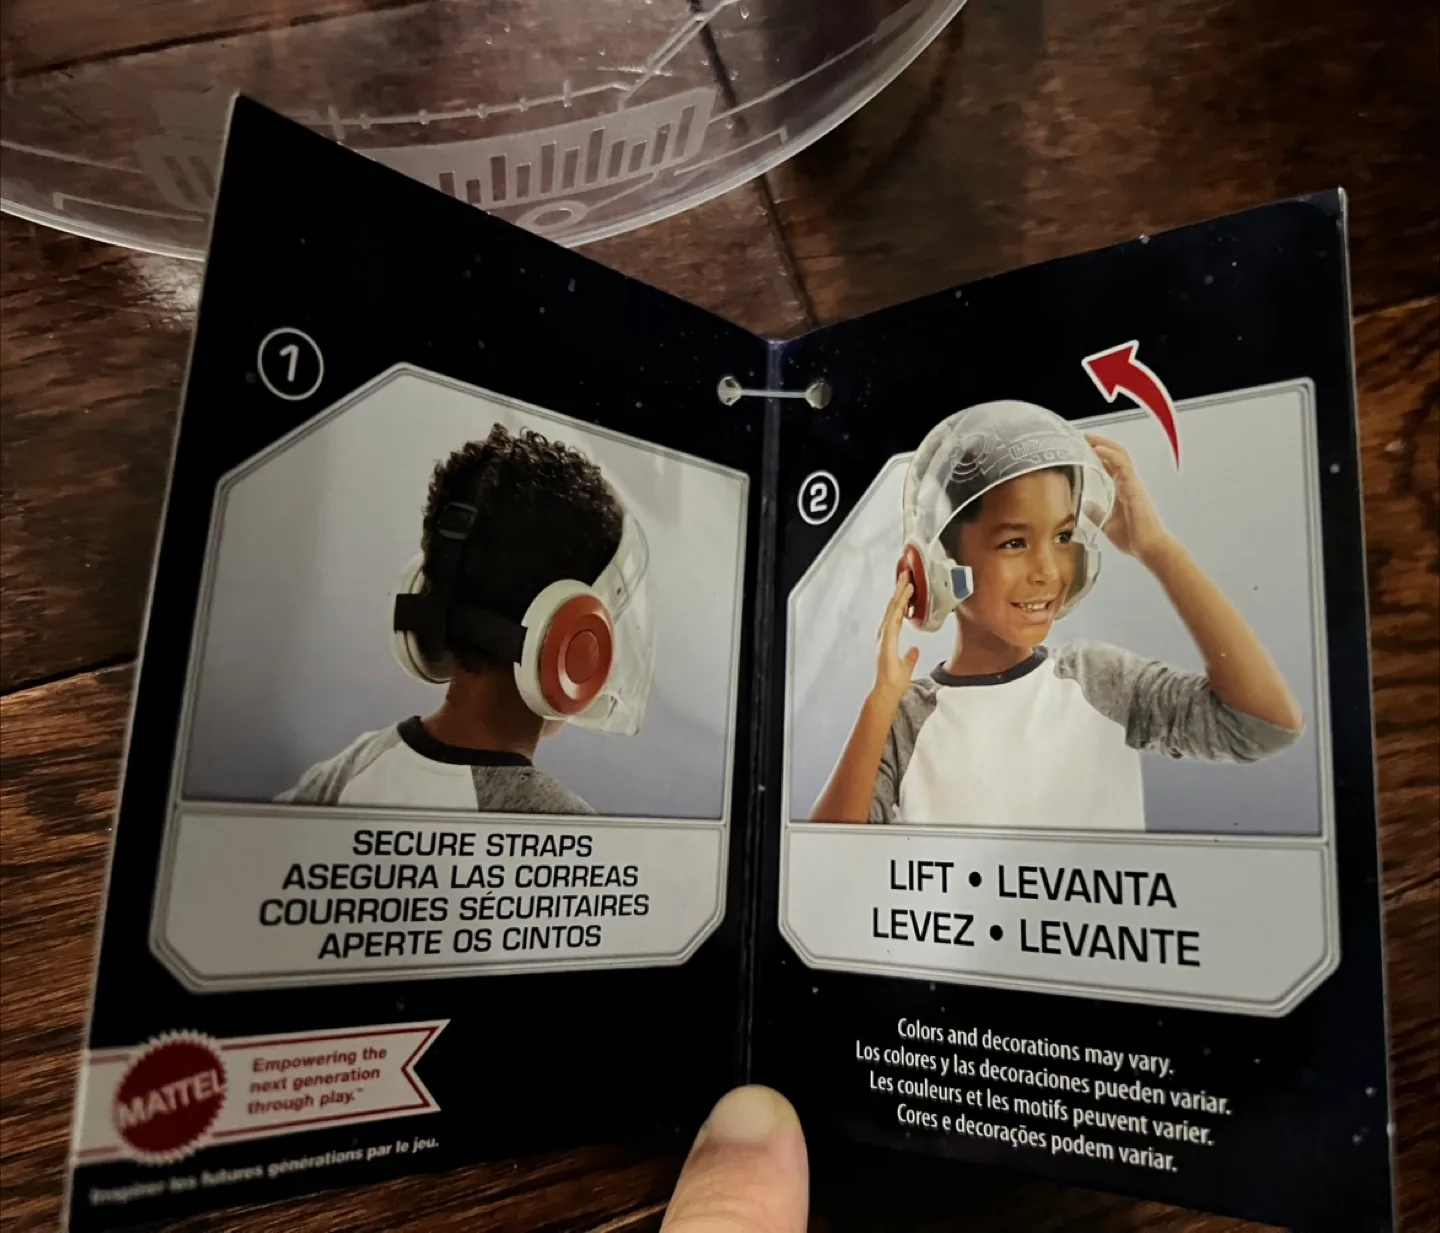 1
SECURE STRAPS
ASEGURA LAS CORREAS
COURROIES SÉCURITAIRES
APERTE OS CINTOS
MATTEL
Empowering the
next generation
through play.™
Inspirer les futures générations par le jeu.
2
LIFT • LEVANTA
LEVEZ • LEVANTE
Colors and decorations may vary.
Los colores y las decoraciones pueden variar.
Les couleurs et les motifs peuvent varier.
Cores e decorações podem variar.